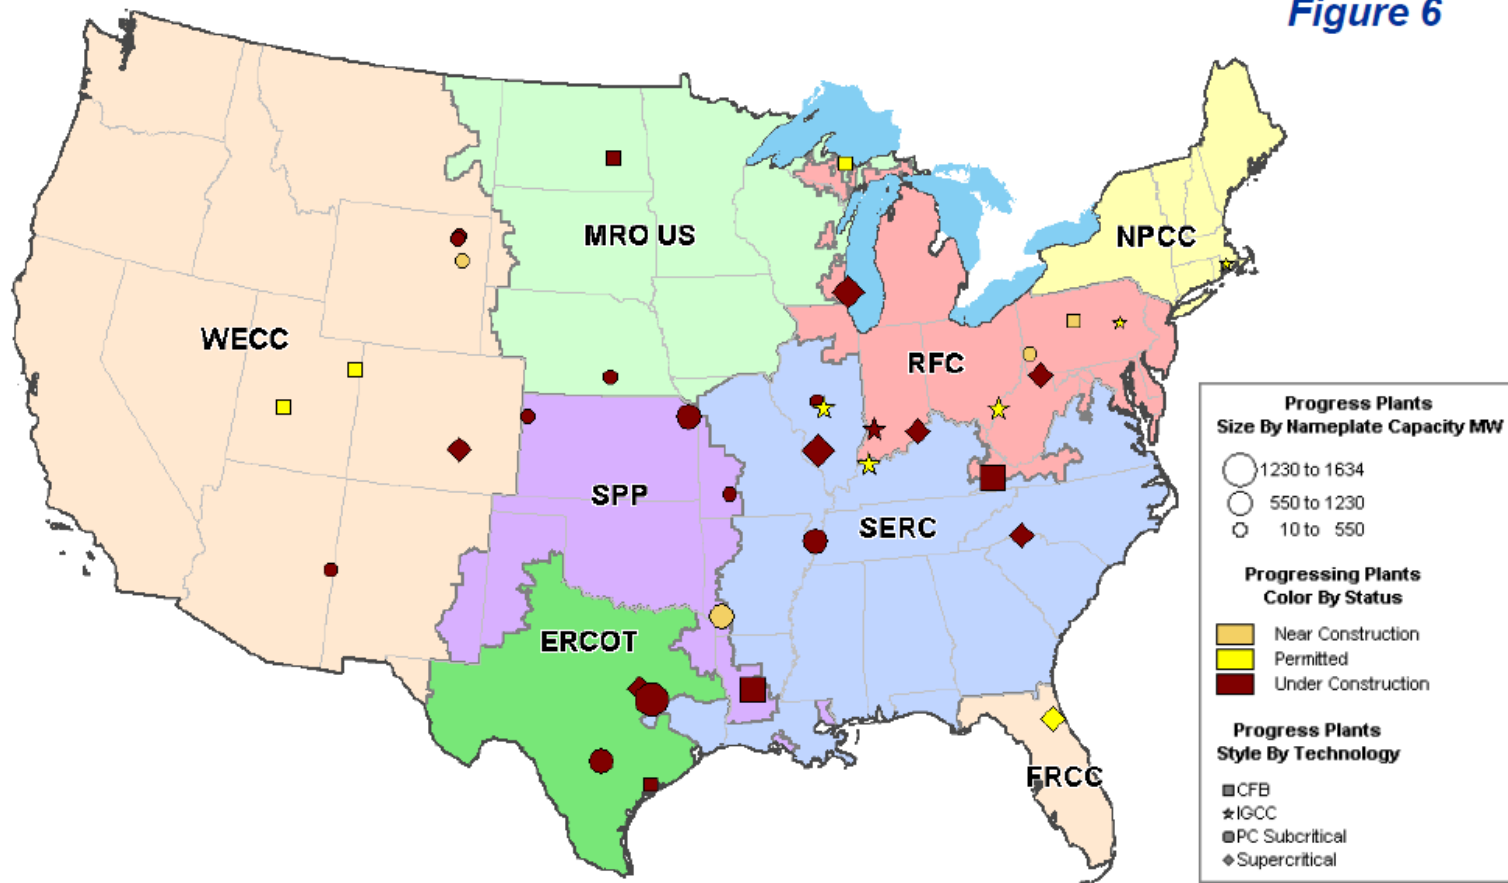 Figure 6
MRO US
NPCC
WECC
RFC
SPP
SERC
ERCOT
FRCC
Progress Plants
Size By Nameplate Capacity MW
1230 to 1634
550 to 1230
10 to 550
Progressing Plants
Color By Status
Near Construction
Permitted
Under Construction
Progress Plants
Style By Technology
CFB
IGCC
PC Subcritical
Supercritical